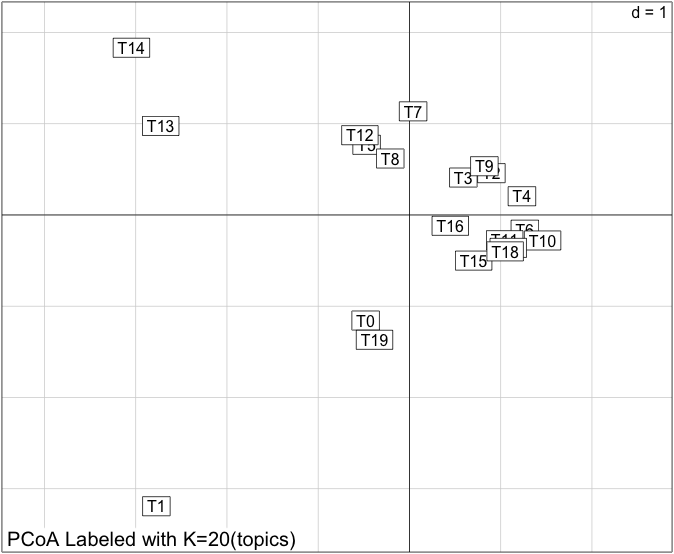 d = 1
T14
T7
T13
T12
T8
T9
T3
T4
T16
T10
T18
T15
T0
T19
T1
PCoA Labeled with K=20(topics)